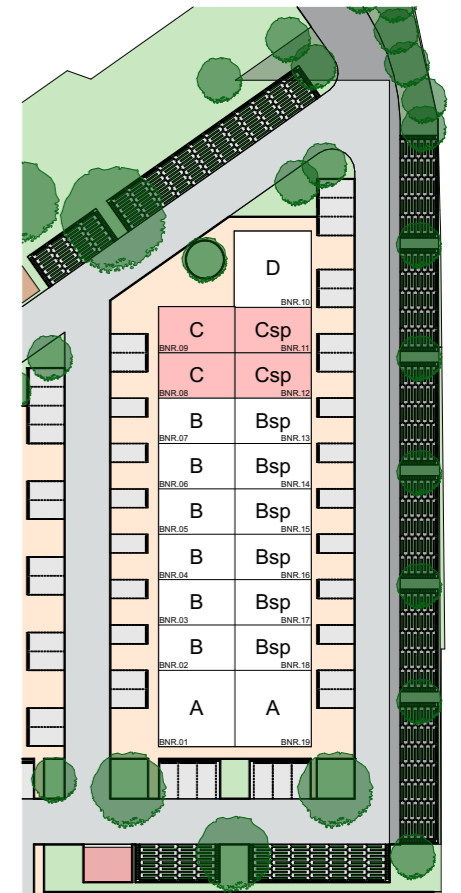 D
BNR.10
C Csp
BNR.09 BNR.11
C Csp
BNR.08 BNR.12
B Bsp
BNR.07 BNR.13
B Bsp
BNR.06 BNR.14
B Bsp
BNR.05 BNR.15
B Bsp
BNR.04 BNR.16
B Bsp
BNR.03 BNR.17
B Bsp
BNR.02 BNR.18
A A
BNR.01 BNR.19